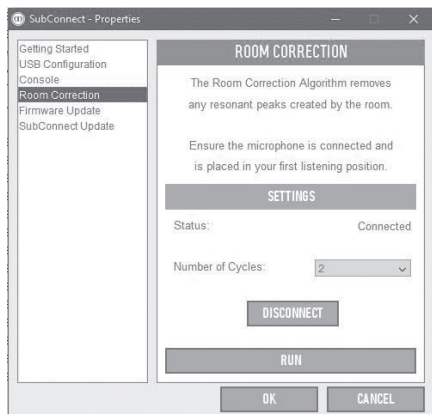 SubConnect - Properties
Getting Started
USB Configuration
Console
Room Correction
Firmware Update
SubConnect Update
ROOM CORRECTION
The Room Correction Algorithm removes
any resonant peaks created by the room.
Ensure the microphone is connected and
is placed in your first listening position.
SETTINGS
Status: Connected
Number of Cycles: 2
DISCONNECT
RUN
OK CANCEL